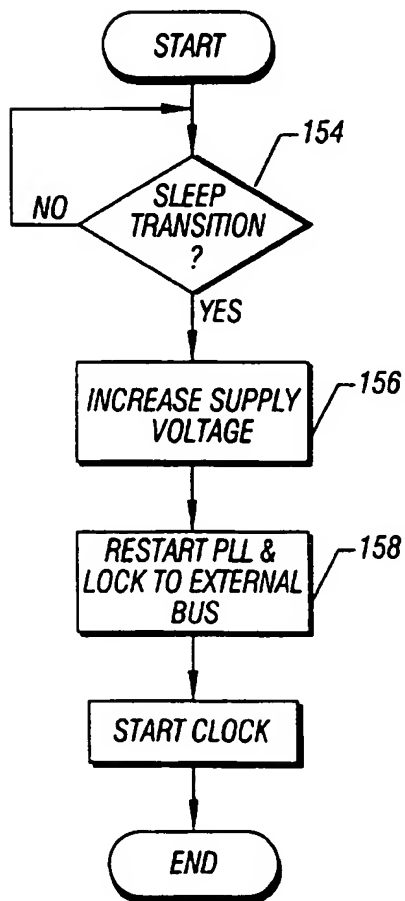 START
154
SLEEP
TRANSITION
?
NO
YES
INCREASE SUPPLY
VOLTAGE
156
RESTART PLL &
LOCK TO EXTERNAL
BUS
158
START CLOCK
END